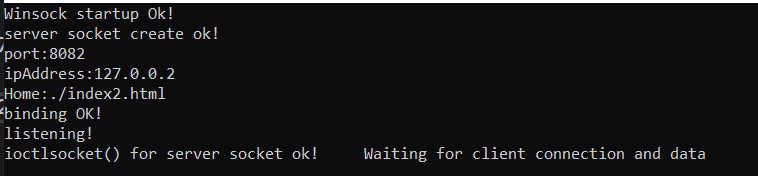 Winsock startup Ok!
server socket create ok!
port:8082
ipAddress:127.0.0.2
Home:./index2.html
binding OK!
listening!
ioctlsocket() for server socket ok!     Waiting for client connection and data